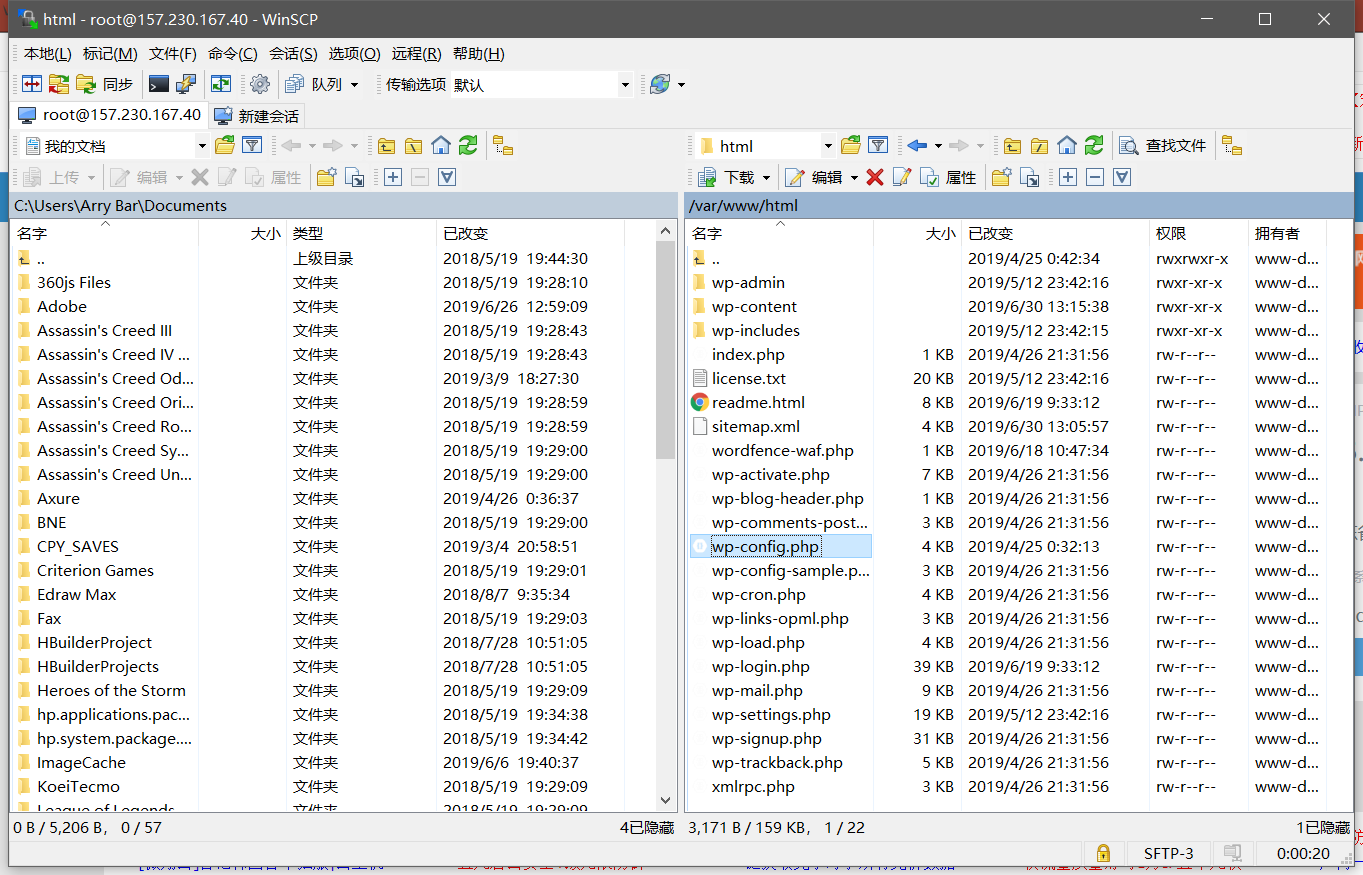 html - root@157.230.167.40 - WinSCP
本地(L) 标记(M) 文件(F) 命令(C) 会话(S) 选项(O) 远程(R) 帮助(H)
同步 队列 传输选项 默认
root@157.230.167.40 新建会话
我的文档 html 查找文件
上传 编辑 属性 下载 编辑 属性
C:\Users\Arry Bar\Documents
名字 大小 类型 已改变
.. 上级目录 2018/5/19 19:44:30
360js Files 文件夹 2018/5/19 19:28:10
Adobe 文件夹 2019/6/26 12:59:09
Assassin's Creed III 文件夹 2018/5/19 19:28:43
Assassin's Creed IV ... 文件夹 2018/5/19 19:28:43
Assassin's Creed Od... 文件夹 2019/3/9 18:27:30
Assassin's Creed Ori... 文件夹 2018/5/19 19:28:59
Assassin's Creed Ro... 文件夹 2018/5/19 19:28:59
Assassin's Creed Sy... 文件夹 2018/5/19 19:29:00
Assassin's Creed Un... 文件夹 2018/5/19 19:29:00
Axure 文件夹 2019/4/26 0:36:37
BNE 文件夹 2018/5/19 19:29:00
CPY_SAVES 文件夹 2019/3/4 20:58:51
Criterion Games 文件夹 2018/5/19 19:29:01
Edraw Max 文件夹 2018/8/7 9:35:34
Fax 文件夹 2018/5/19 19:29:03
HBuilderProject 文件夹 2018/7/28 10:51:05
HBuilderProjects 文件夹 2018/7/28 10:51:05
Heroes of the Storm 文件夹 2018/5/19 19:29:09
hp.applications.pac... 文件夹 2018/5/19 19:34:38
hp.system.package.... 文件夹 2018/5/19 19:34:42
ImageCache 文件夹 2019/6/6 19:40:37
KoeiTecmo 文件夹 2018/5/19 19:29:09
League of Legends 文件夹 2018/5/19 19:29:09
0 B / 5,206 B, 0 / 57 4已隐藏
/var/www/html
名字 大小 已改变 权限 拥有者
.. 2019/4/25 0:42:34 rwxrwxr-x www-d...
wp-admin 2019/5/12 23:42:16 rwxr-xr-x www-d...
wp-content 2019/6/30 13:15:38 rwxr-xr-x www-d...
wp-includes 2019/5/12 23:42:15 rwxr-xr-x www-d...
index.php 1 KB 2019/4/26 21:31:56 rw-r--r-- www-d...
license.txt 20 KB 2019/5/12 23:42:16 rw-r--r-- www-d...
readme.html 8 KB 2019/6/19 9:33:12 rw-r--r-- www-d...
sitemap.xml 4 KB 2019/6/30 13:05:57 rw-r--r-- www-d...
wordfence-waf.php 1 KB 2019/6/18 10:47:34 rw-r--r-- www-d...
wp-activate.php 7 KB 2019/4/26 21:31:56 rw-r--r-- www-d...
wp-blog-header.php 1 KB 2019/4/26 21:31:56 rw-r--r-- www-d...
wp-comments-post... 3 KB 2019/4/26 21:31:56 rw-r--r-- www-d...
wp-config.php 4 KB 2019/4/25 0:32:13 rw-r--r-- www-d...
wp-config-sample.p... 3 KB 2019/4/26 21:31:56 rw-r--r-- www-d...
wp-cron.php 4 KB 2019/4/26 21:31:56 rw-r--r-- www-d...
wp-links-opml.php 3 KB 2019/4/26 21:31:56 rw-r--r-- www-d...
wp-load.php 4 KB 2019/4/26 21:31:56 rw-r--r-- www-d...
wp-login.php 39 KB 2019/6/19 9:33:12 rw-r--r-- www-d...
wp-mail.php 9 KB 2019/4/26 21:31:56 rw-r--r-- www-d...
wp-settings.php 19 KB 2019/5/12 23:42:16 rw-r--r-- www-d...
wp-signup.php 31 KB 2019/4/26 21:31:56 rw-r--r-- www-d...
wp-trackback.php 5 KB 2019/4/26 21:31:56 rw-r--r-- www-d...
xmlrpc.php 3 KB 2019/4/26 21:31:56 rw-r--r-- www-d...
3,171 B / 159 KB, 1 / 22 1已隐藏
SFTP-3 0:00:20